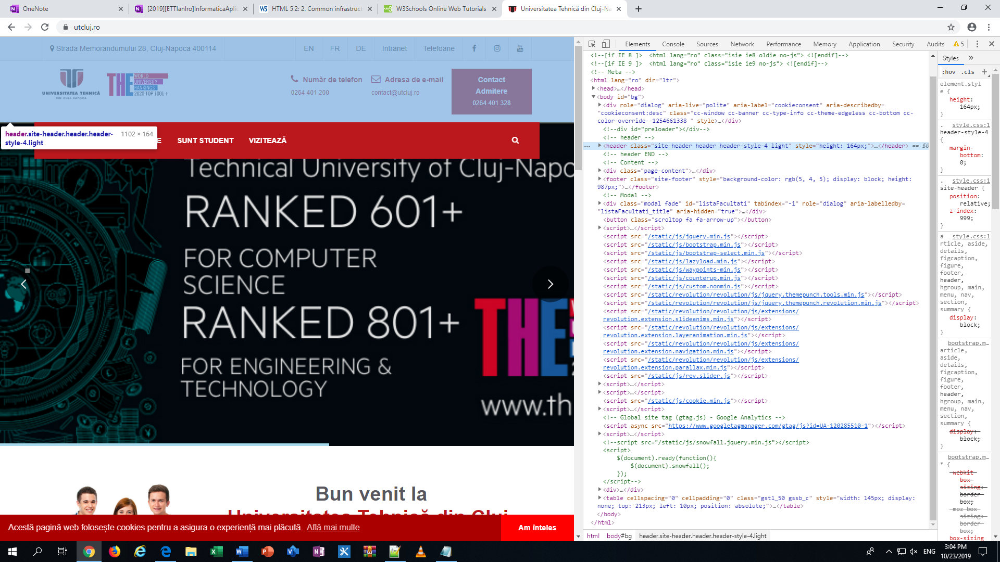 OneNote
[2019][ETTIanIro]InformaticaAplic
HTML 5.2: 2. Common infrastruct
W3Schools Online Web Tutorials
Universitatea Tehnică din Cluj-Na
utcluj.ro
Strada Memorandumului 28, Cluj-Napoca 400114
EN
FR
DE
Intranet
Telefoane
UNIVERSITATEA TEHNICĂ
DIN CLUJ-NAPOCA
THE WORLD
UNIVERSITY
RANKINGS
2020 TOP 1001+
Număr de telefon
0264 401 200
Adresa de e-mail
contact@utcluj.ro
Contact
Admitere
0264 401 328
header.site-header.header.header-style-4.light 1102 × 164
E
SUNT STUDENT
VIZITEAZĂ
Technical University of Cluj-Napo
RANKED 601+
FOR COMPUTER
SCIENCE
RANKED 801+
FOR ENGINEERING &
TECHNOLOGY
THE
www.th
Bun venit la
Universitatea Tehnică din Cluj
Acestă pagină web folosește cookies pentru a asigura o experiență mai plăcută. Află mai multe
Am înteles
Elements
Console
Sources
Network
Performance
Memory
Application
Security
Audits
5
<!--[if IE 8 ]> <html lang="ro" class="isie ie8 oldie no-js"> <![endif]-->
<!--[if IE 9 ]> <html lang="ro" class="isie ie9 no-js"> <![endif]-->
<!-- Meta -->
<html lang="ro" dir="ltr">
<head>…</head>
<body id="bg">
<div role="dialog" aria-live="polite" aria-label="cookieconsent" aria-describedby=
"cookieconsent:desc" class="cc-window cc-banner cc-type-info cc-theme-edgeless cc-bottom cc-
color-override--1254661338 " style>…</div>
<!--div id="preloader"></div-->
<!-- header -->
<header class="site-header header header-style-4 light" style="height: 164px;">…</header> == $0
<!-- header END -->
<!-- Content -->
<div class="page-content">…</div>
<footer class="site-footer" style="background-color: rgb(5, 4, 5); display: block; height:
987px;">…</footer>
<!-- Modal -->
<div class="modal fade" id="listaFacultati" tabindex="-1" role="dialog" aria-labelledby=
"listaFacultati_title" aria-hidden="true">…</div>
<button class="scroltop fa fa-arrow-up"></button>
<script>…</script>
<script src="/static/js/jquery.min.js"></script>
<script src="/static/js/bootstrap.min.js"></script>
<script src="/static/js/bootstrap-select.min.js"></script>
<script src="/static/js/lazyload.min.js"></script>
<script src="/static/js/waypoints-min.js"></script>
<script src="/static/js/counterup.min.js"></script>
<script src="/static/js/custom.nonmin.js"></script>
<script src="/static/revolution/revolution/js/jquery.themepunch.tools.min.js"></script>
<script src="/static/revolution/revolution/js/jquery.themepunch.revolution.min.js"></script>
<script src="/static/revolution/revolution/js/extensions/
revolution.extension.slideanims.min.js"></script>
<script src="/static/revolution/revolution/js/extensions/
revolution.extension.layeranimation.min.js"></script>
<script src="/static/revolution/revolution/js/extensions/
revolution.extension.navigation.min.js"></script>
<script src="/static/revolution/revolution/js/extensions/
revolution.extension.parallax.min.js"></script>
<script src="/static/js/rev.slider.js"></script>
<script>…</script>
<script>…</script>
<script src="/static/js/cookie.min.js"></script>
<script>…</script>
<!-- Global site tag (gtag.js) - Google Analytics -->
<script async src="https://www.googletagmanager.com/gtag/js?id=UA-120285510-1"></script>
<script>…</script>
<!--script src="/static/js/snowfall.jquery.min.js"></script>
<script>
$(document).ready(function(){
$(document).snowfall();
});
</script-->
<div>…</div>
<table cellspacing="0" cellpadding="0" class="gstl_50 gssb_c" style="width: 145px; display:
none; top: 213px; left: 10px; position: absolute;">…</table>
</body>
</html>
html
body#bg
header.site-header.header.header-style-4.light
Styles
:hov .cls +
element.styl
e {
height:
164px;
}
. style.css:1
header-style-4
{
margin-
bottom:
0;
}
. style.css:1
site-header {
position:
relative;
z-index:
999;
}
a style.css:1
rticle, aside,
details,
figcaption,
figure,
footer,
header,
hgroup, main,
menu, nav,
section,
summary {
display:
block;
}
bootstrap.m…
article,
aside,
details,
figcaption,
figure,
footer,
header,
hgroup, main,
menu, nav,
section,
summary {
display:
block;
}
bootstrap.m…
* {
-webkit-
box-
sizing:
border-
box;
-moz-box-
sizing:
border-
box;
box-sizing
ENG
3:04 PM
10/23/2019